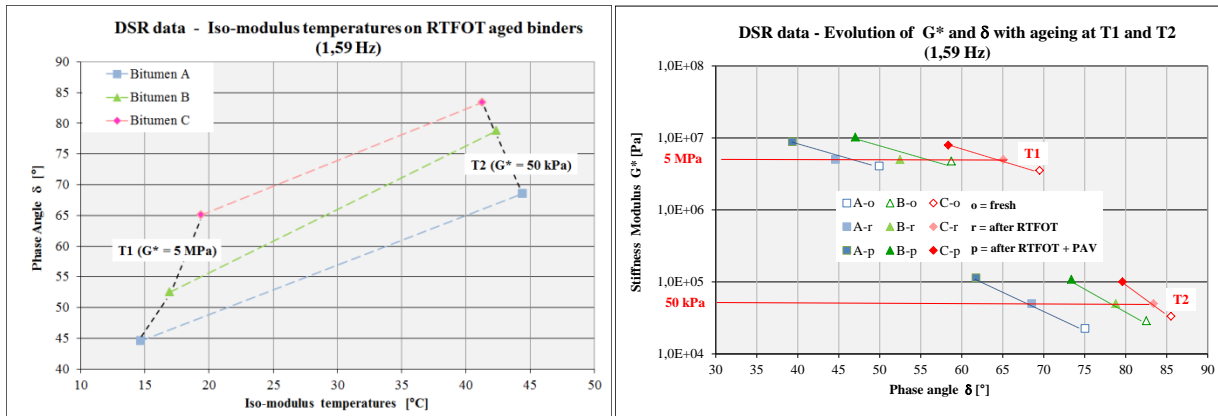 DSR data - Iso-modulus temperatures on RTFOT aged binders
(1,59 Hz)
90
85
80
75
70
65
60
55
50
45
40
Phase Angle δ [°]
Bitumen A
Bitumen B
Bitumen C
T2 (G* = 50 kPa)
T1 (G* = 5 MPa)
10 15 20 25 30 35 40 45 50
Iso-modulus temperatures [°C]
DSR data - Evolution of G* and δ with ageing at T1 and T2
(1,59 Hz)
1,0E+08
1,0E+07
1,0E+06
1,0E+05
1,0E+04
Stiffness Modulus G* [Pa]
5 MPa
T1
A-o B-o C-o o = fresh
A-r B-r C-r r = after RTFOT
A-p B-p C-p p = after RTFOT + PAV
50 kPa
T2
30 35 40 45 50 55 60 65 70 75 80 85 90
Phase angle δ [°]